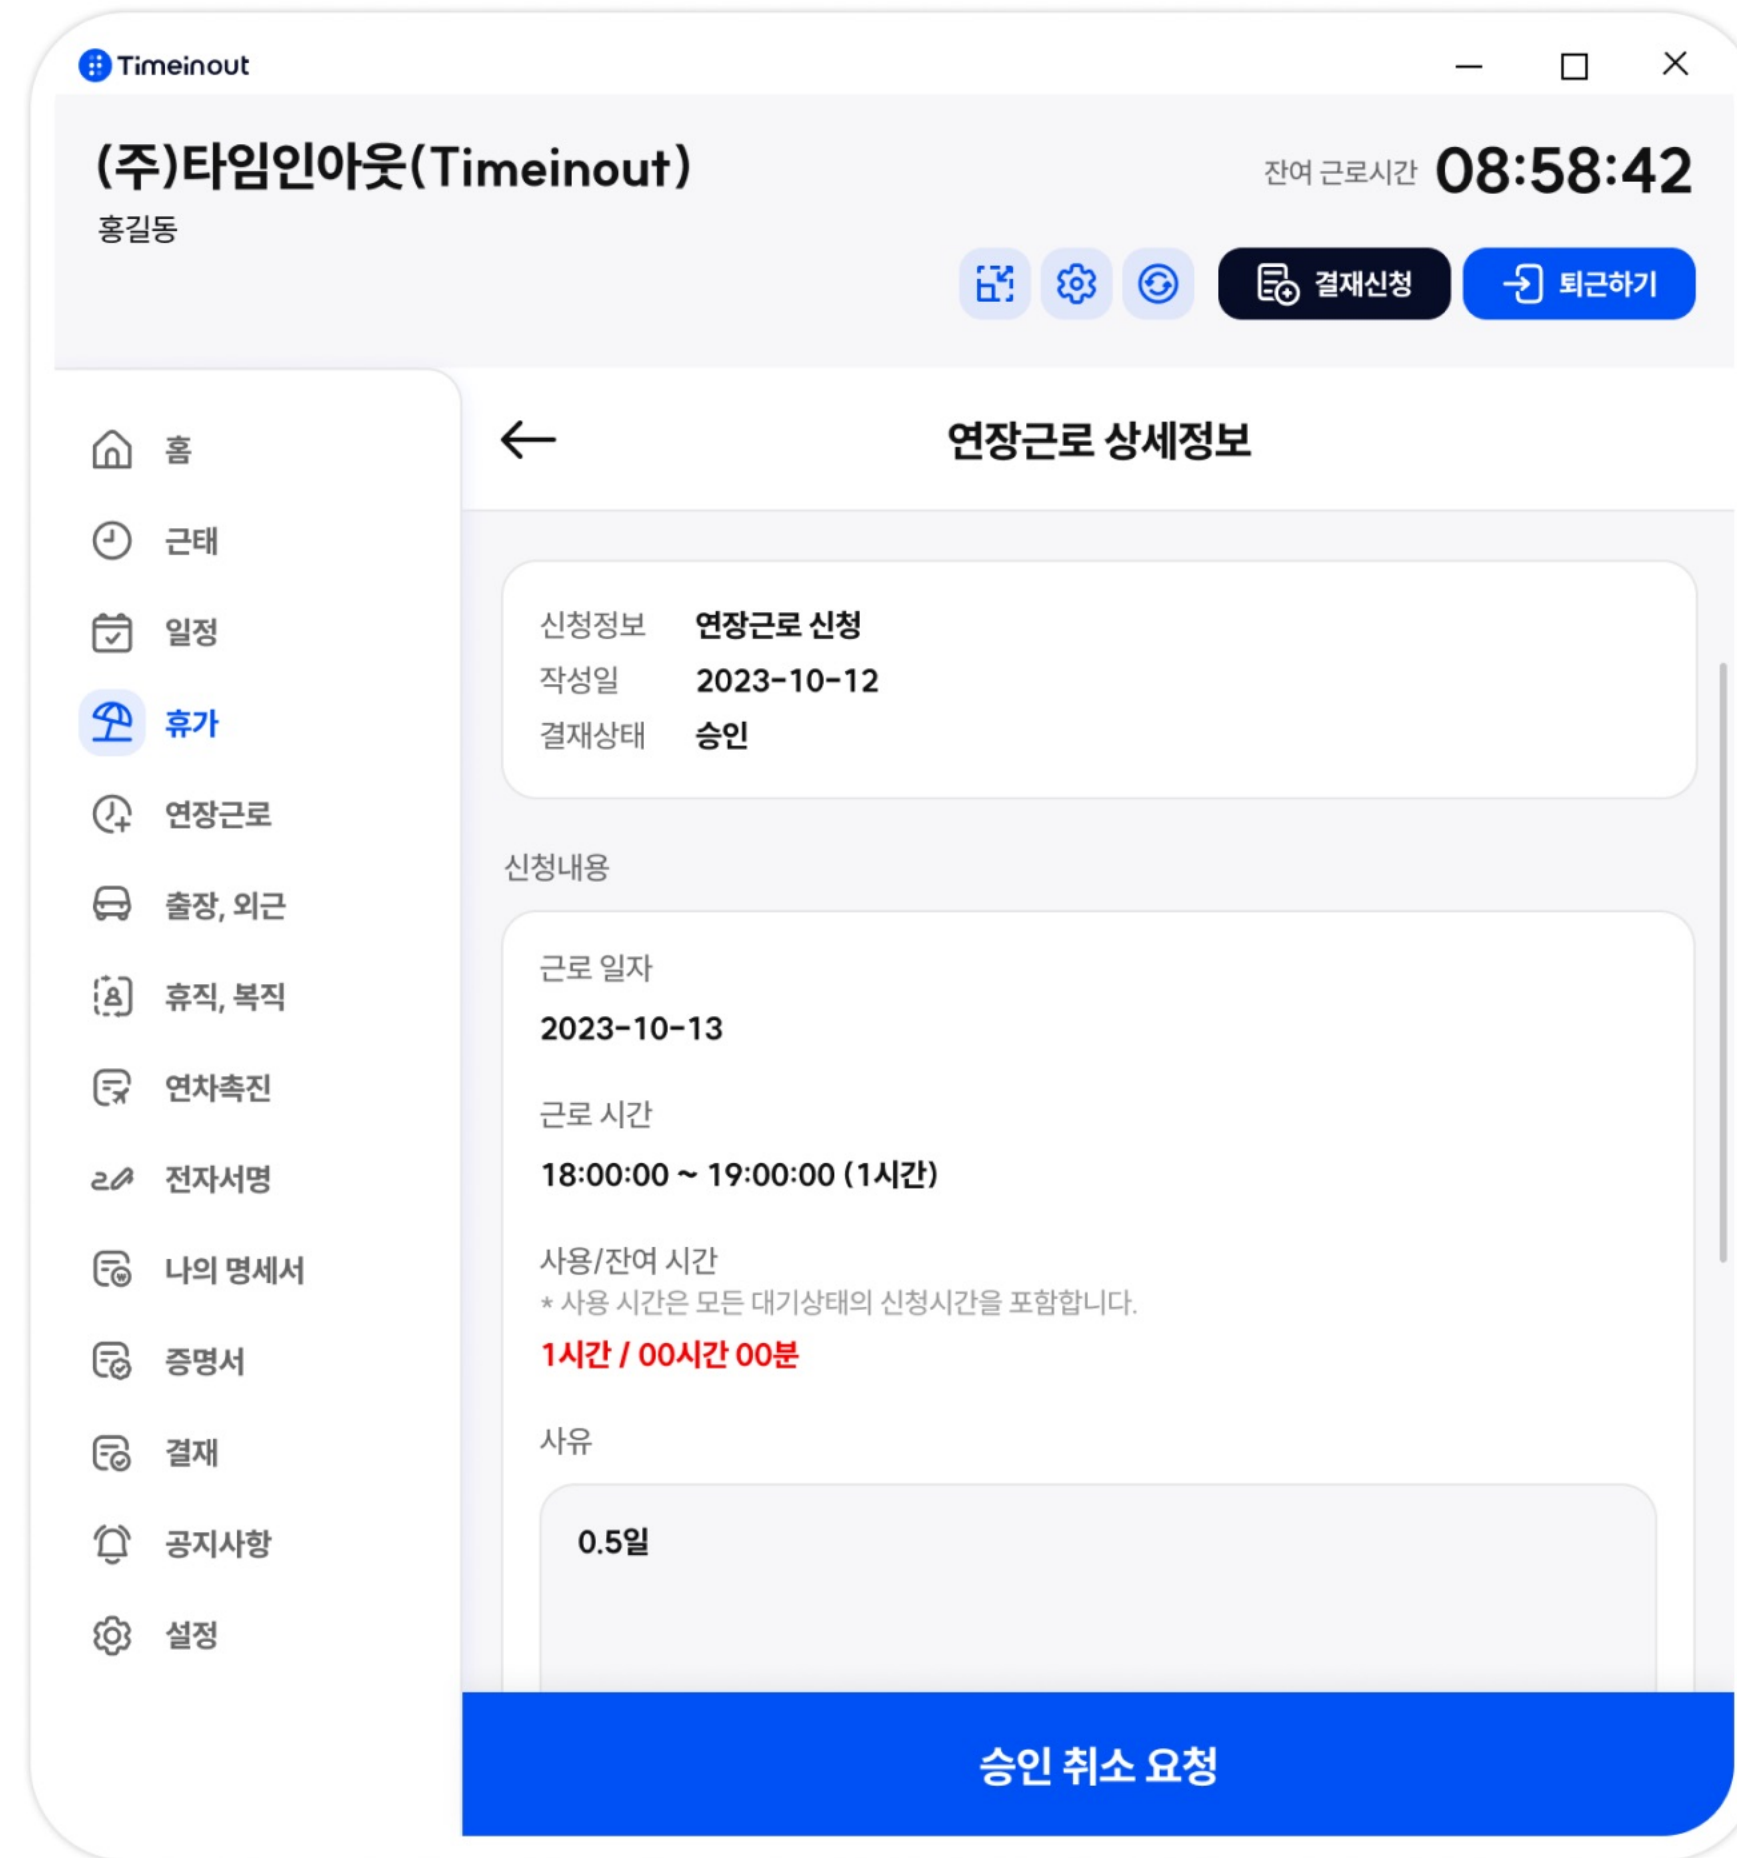 Timeinout
(주)타임인아웃(Timeinout)
홍길동
잔여 근로시간 08:58:42
결재신청
퇴근하기
홈
근태
일정
휴가
연장근로
출장, 외근
휴직, 복직
연차촉진
전자서명
나의 명세서
증명서
결재
공지사항
설정
연장근로 상세정보
신청정보 연장근로 신청
작성일 2023-10-12
결재상태 승인
신청내용
근로 일자
2023-10-13
근로 시간
18:00:00 ~ 19:00:00 (1시간)
사용/잔여 시간
* 사용 시간은 모든 대기상태의 신청시간을 포함합니다.
1시간 / 00시간 00분
사유
0.5일
승인 취소 요청